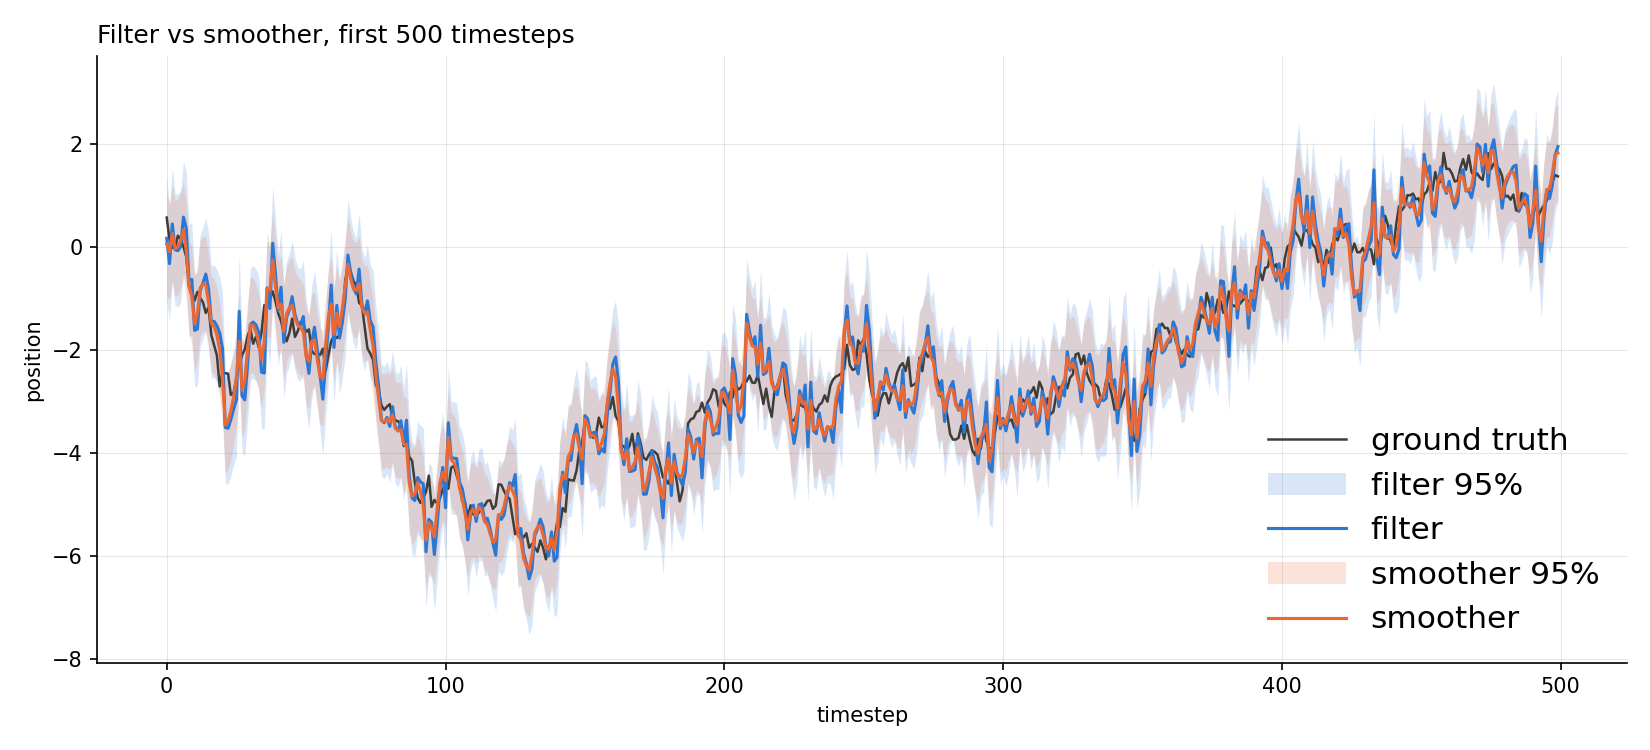 Filter vs smoother, first 500 timesteps
position
2
0
−2
−4
−6
−8
0
100
200
300
400
500
timestep
ground truth
filter 95%
filter
smoother 95%
smoother